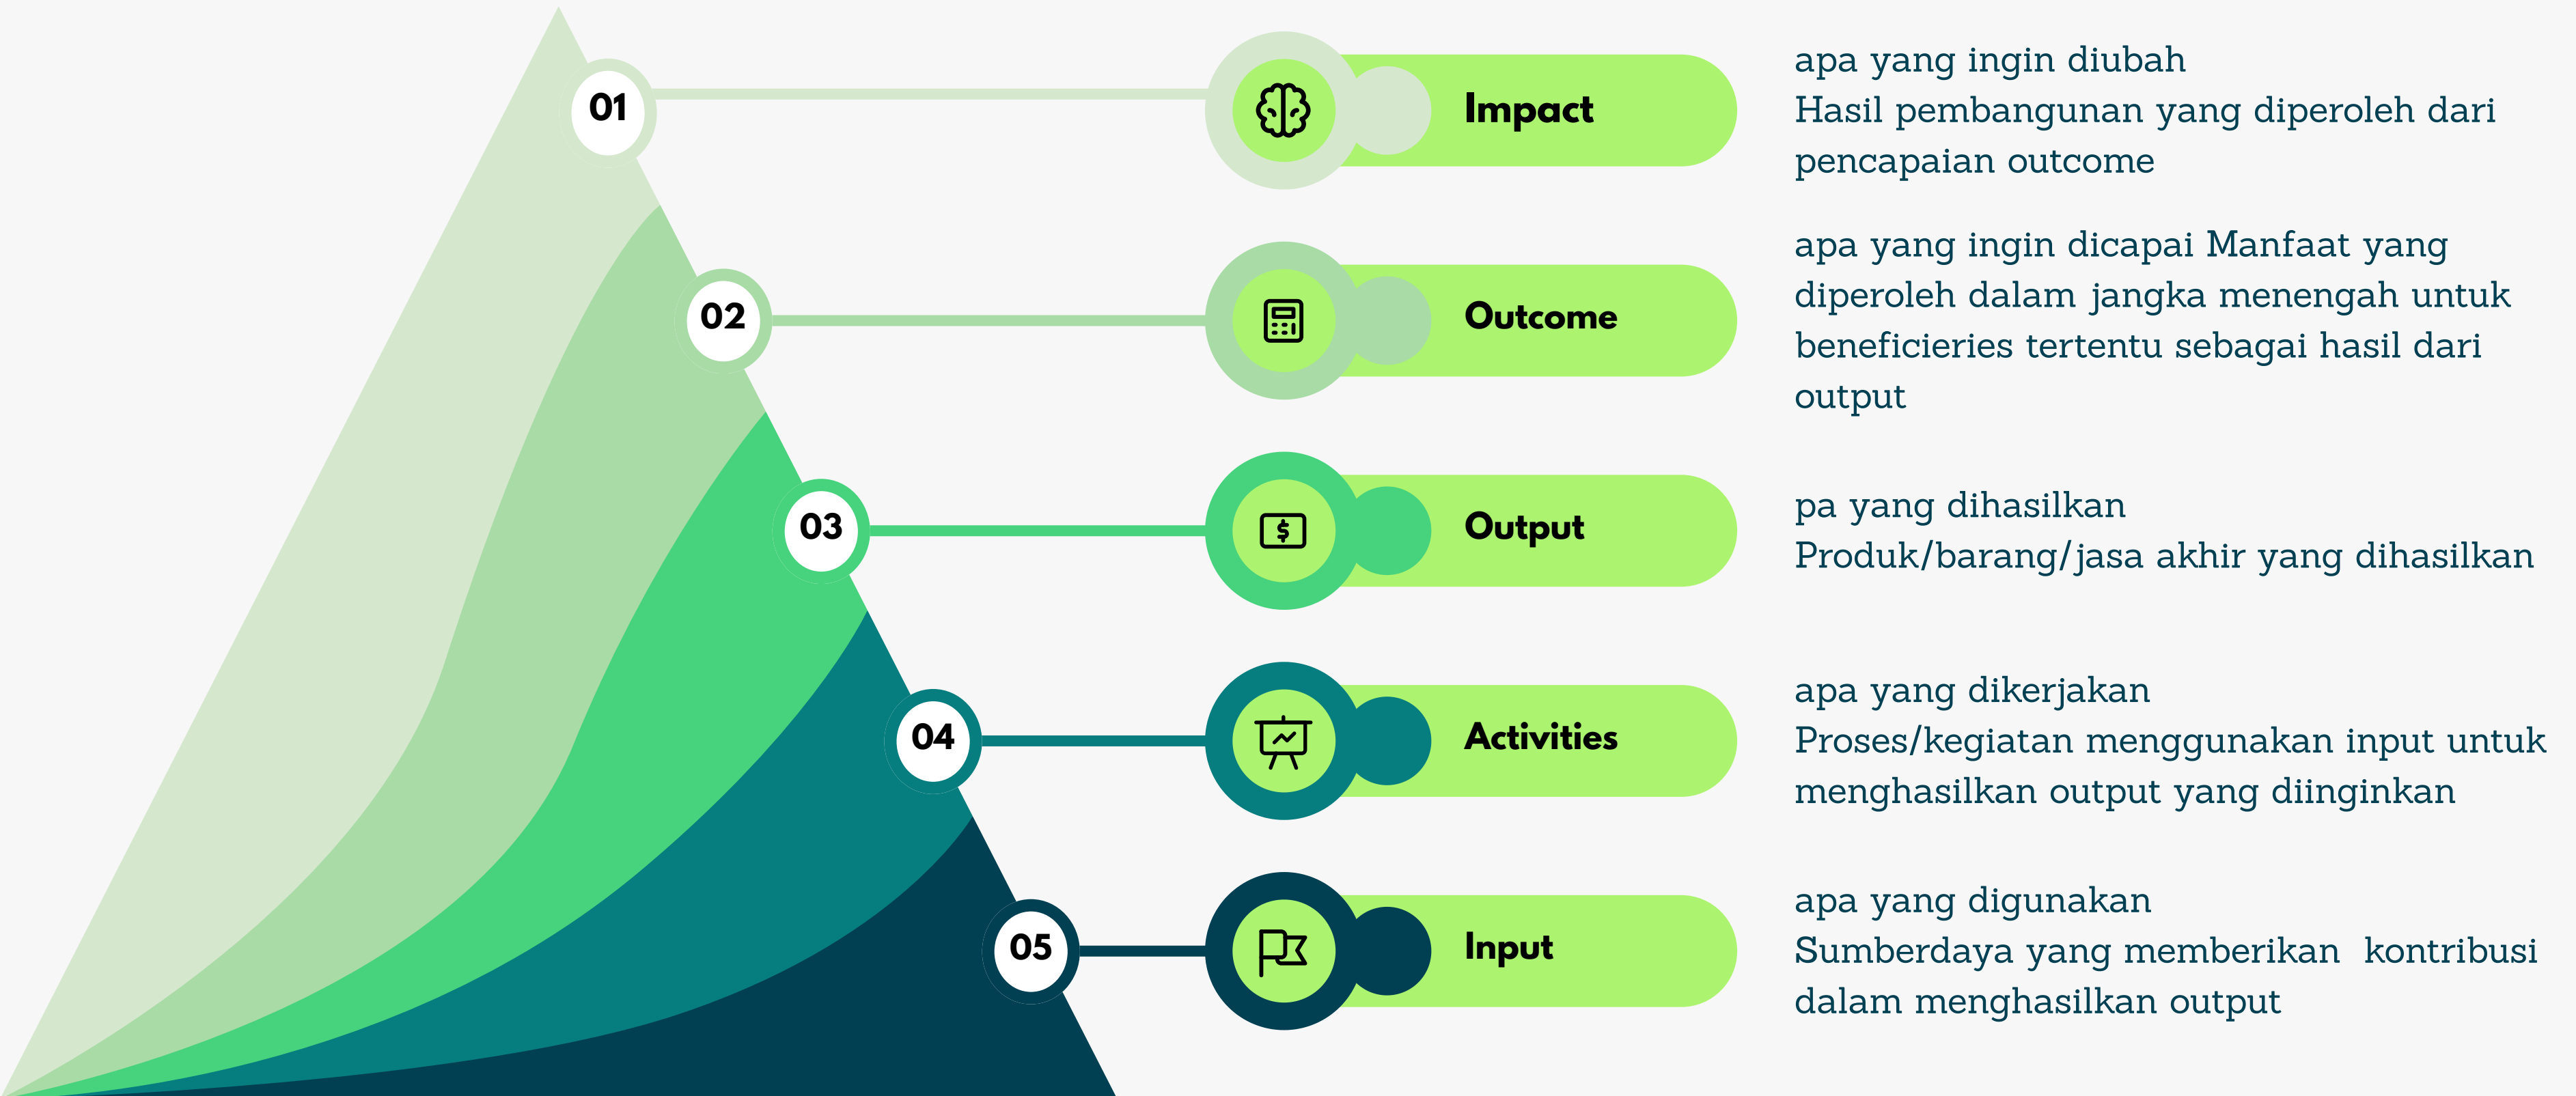 01
Impact
apa yang ingin diubah
Hasil pembangunan yang diperoleh dari
pencapaian outcome
02
Outcome
apa yang ingin dicapai Manfaat yang
diperoleh dalam jangka menengah untuk
beneficieries tertentu sebagai hasil dari
output
03
Output
pa yang dihasilkan
Produk/barang/jasa akhir yang dihasilkan
04
Activities
apa yang dikerjakan
Proses/kegiatan menggunakan input untuk
menghasilkan output yang diinginkan
05
Input
apa yang digunakan
Sumberdaya yang memberikan  kontribusi
dalam menghasilkan output